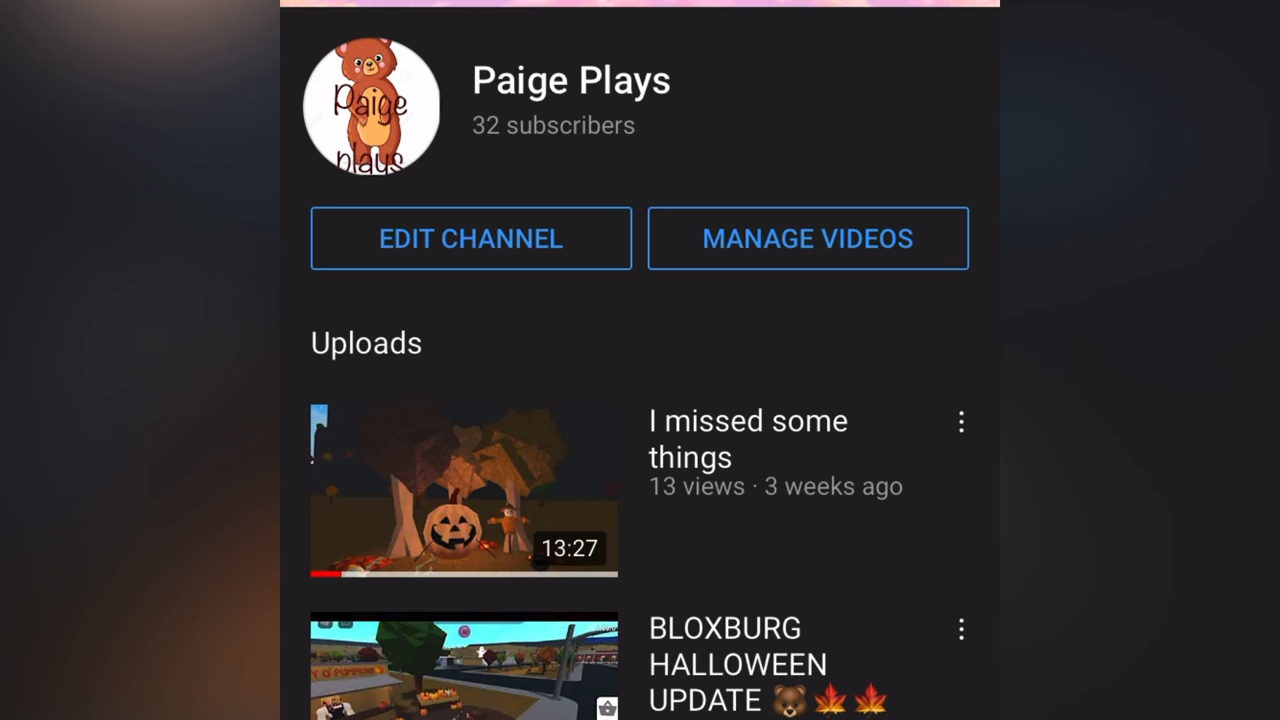 Paige
plays
Paige Plays
32 subscribers
EDIT CHANNEL
MANAGE VIDEOS
Uploads
13:27
I missed some
things
13 views · 3 weeks ago
BLOXBURG
HALLOWEEN
UPDATE 🐻🍁🍁